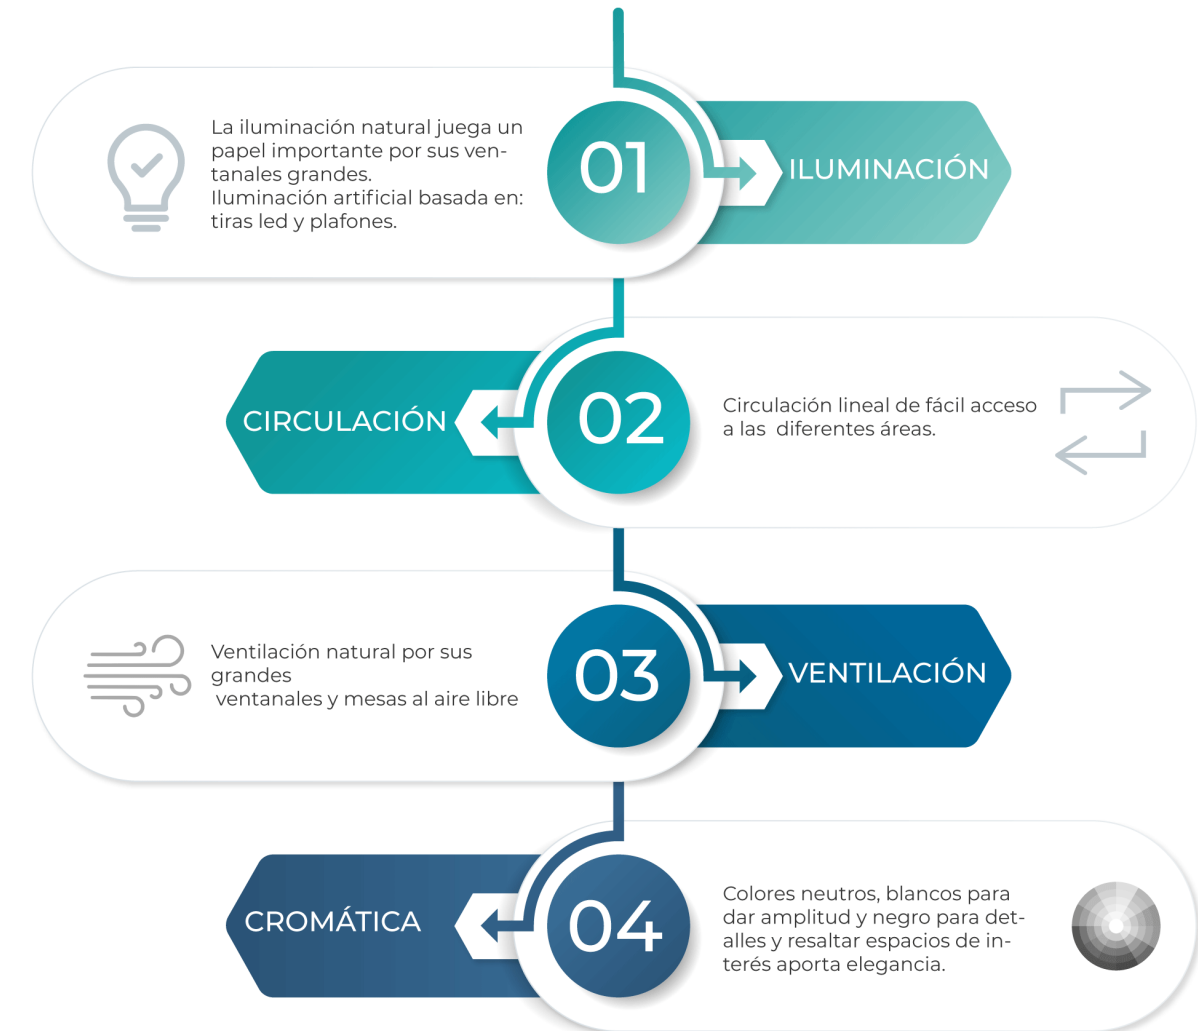 La iluminación natural juega un
papel importante por sus ven-
tanales grandes.
Iluminación artificial basada en:
tiras led y plafones.
01
ILUMINACIÓN
CIRCULACIÓN
02
Circulación lineal de fácil acceso
a las  diferentes áreas.
Ventilación natural por sus
grandes
ventanales y mesas al aire libre
03
VENTILACIÓN
CROMÁTICA
04
Colores neutros, blancos para
dar amplitud y negro para det-
alles y resaltar espacios de in-
terés aporta elegancia.